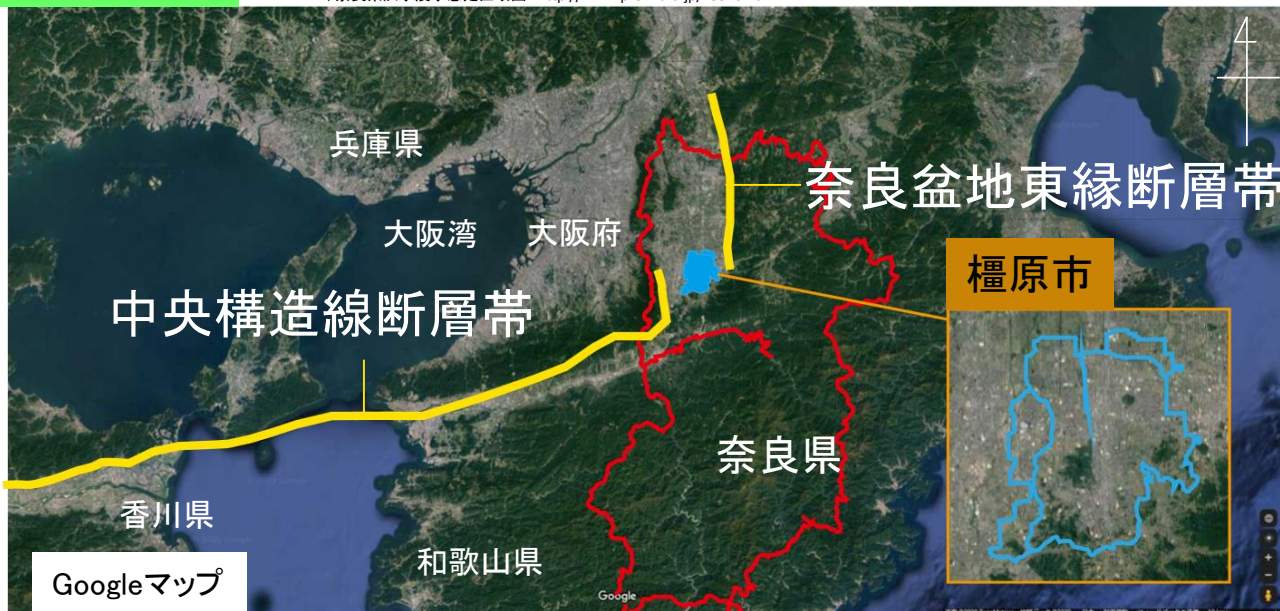 兵庫県
奈良盆地東縁断層帯
大阪湾
大阪府
橿原市
中央構造線断層帯
奈良県
香川県
和歌山県
Googleマップ
Google